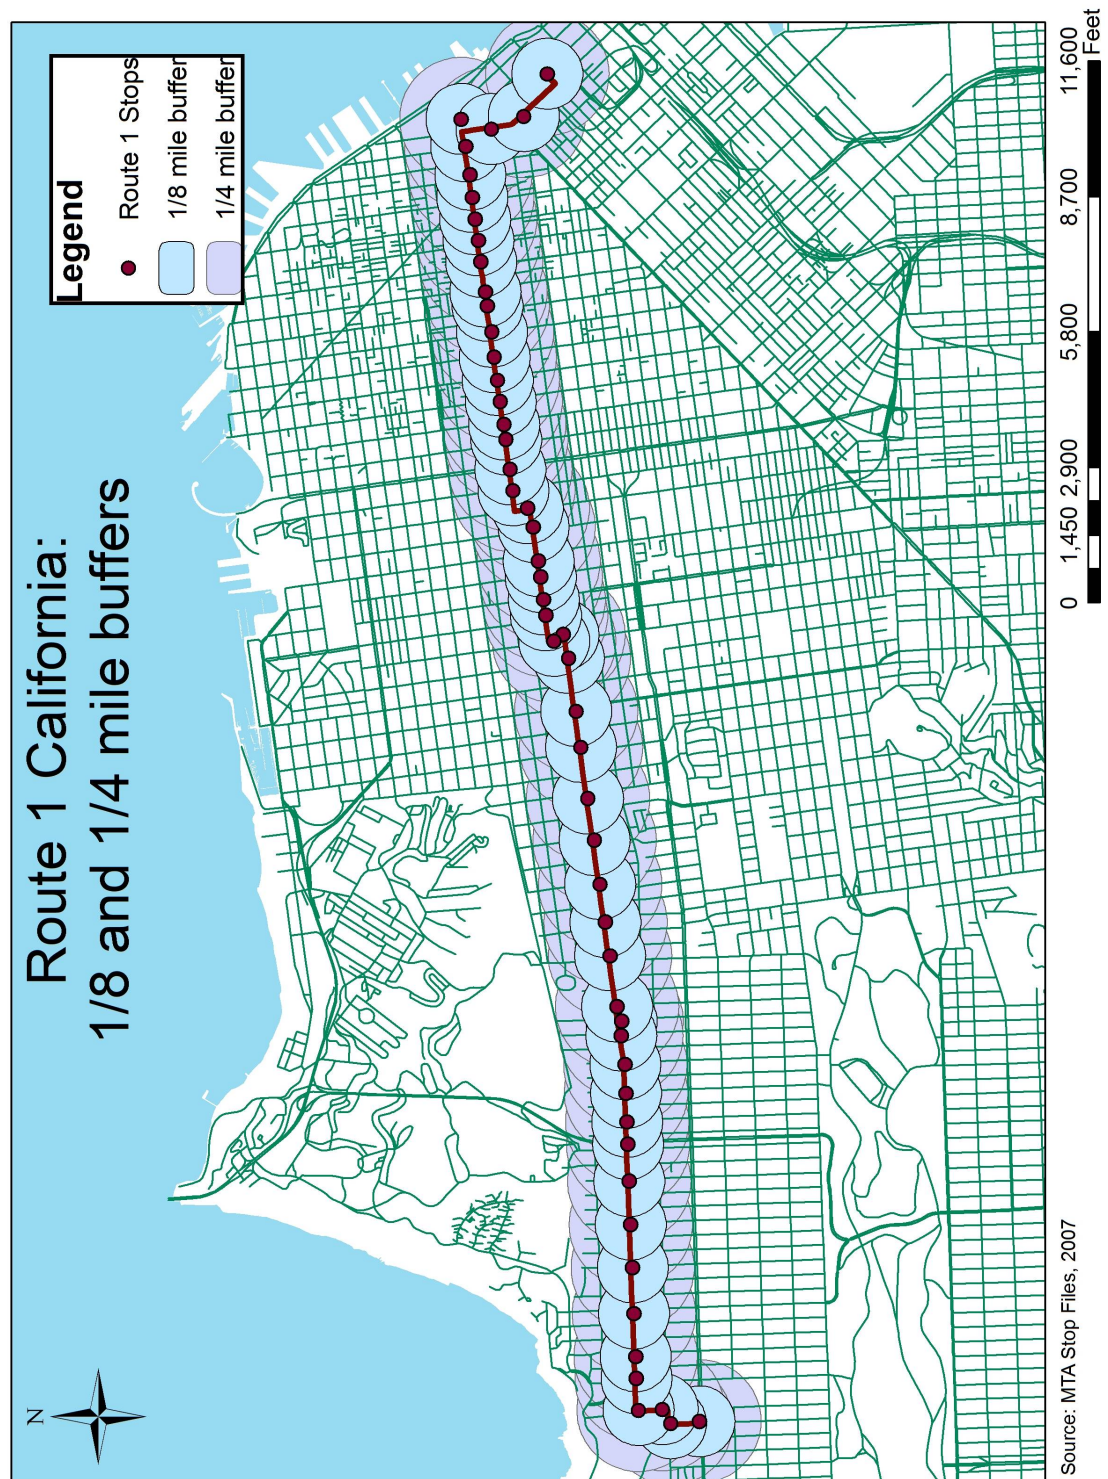 Route 1 California:
1/8 and 1/4 mile buffers
N
Legend
Route 1 Stops
1/8 mile buffer
1/4 mile buffer
0 1,450 2,900 5,800 8,700 11,600
Feet
Source: MTA Stop Files, 2007